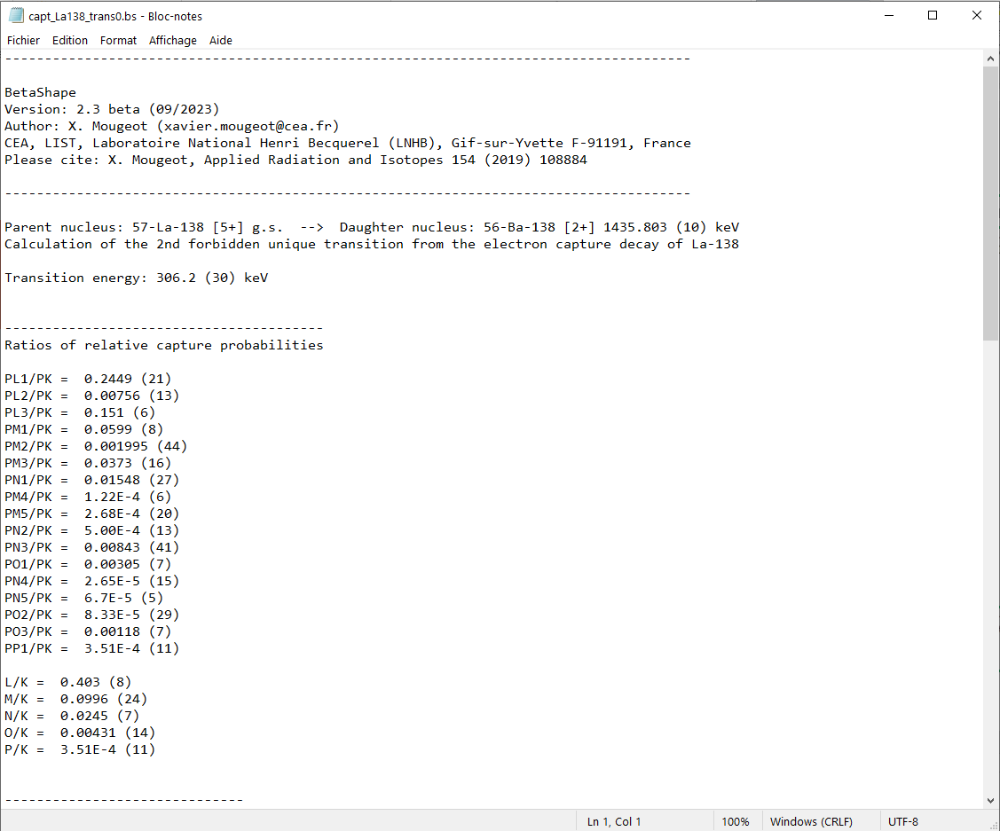 capt_La138_trans0.bs - Bloc-notes
Fichier Edition Format Affichage Aide
--------------------------------------------------------------------------------------
BetaShape
Version: 2.3 beta (09/2023)
Author: X. Mougeot (xavier.mougeot@cea.fr)
CEA, LIST, Laboratoire National Henri Becquerel (LNHB), Gif-sur-Yvette F-91191, France
Please cite: X. Mougeot, Applied Radiation and Isotopes 154 (2019) 108884
--------------------------------------------------------------------------------------
Parent nucleus: 57-La-138 [5+] g.s.  -->  Daughter nucleus: 56-Ba-138 [2+] 1435.803 (10) keV
Calculation of the 2nd forbidden unique transition from the electron capture decay of La-138
Transition energy: 306.2 (30) keV
----------------------------------------
Ratios of relative capture probabilities
PL1/PK =  0.2449 (21)
PL2/PK =  0.00756 (13)
PL3/PK =  0.151 (6)
PM1/PK =  0.0599 (8)
PM2/PK =  0.001995 (44)
PM3/PK =  0.0373 (16)
PN1/PK =  0.01548 (27)
PM4/PK =  1.22E-4 (6)
PM5/PK =  2.68E-4 (20)
PN2/PK =  5.00E-4 (13)
PN3/PK =  0.00843 (41)
PO1/PK =  0.00305 (7)
PN4/PK =  2.65E-5 (15)
PN5/PK =  6.7E-5 (5)
PO2/PK =  8.33E-5 (29)
PO3/PK =  0.00118 (7)
PP1/PK =  3.51E-4 (11)
L/K =  0.403 (8)
M/K =  0.0996 (24)
N/K =  0.0245 (7)
O/K =  0.00431 (14)
P/K =  3.51E-4 (11)
------------------------------
Ln 1, Col 1 100% Windows (CRLF) UTF-8